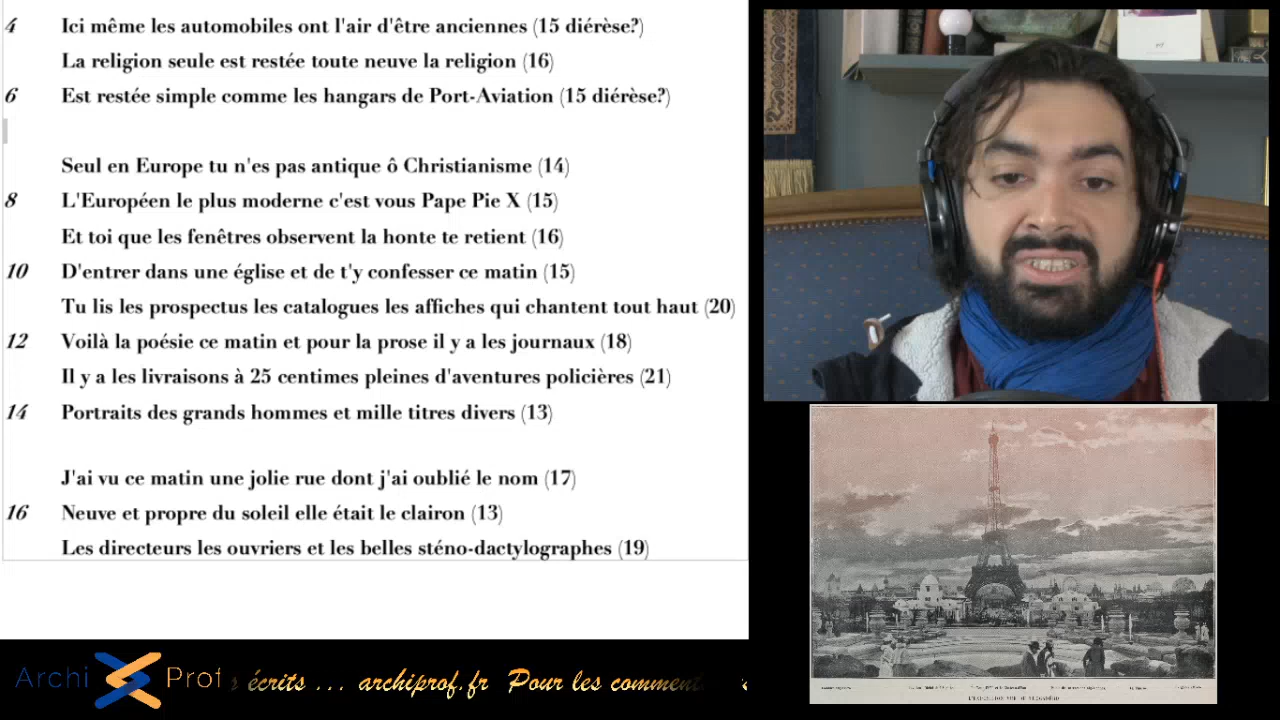 4 Ici même les automobiles ont l'air d'être anciennes (15 diérèse?)
La religion seule est restée toute neuve la religion (16)
6 Est restée simple comme les hangars de Port-Aviation (15 diérèse?)
Seul en Europe tu n'es pas antique ô Christianisme (14)
8 L'Européen le plus moderne c'est vous Pape Pie X (15)
Et toi que les fenêtres observent la honte te retient (16)
10 D'entrer dans une église et de t'y confesser ce matin (15)
Tu lis les prospectus les catalogues les affiches qui chantent tout haut (20)
12 Voilà la poésie ce matin et pour la prose il y a les journaux (18)
Il y a les livraisons à 25 centimes pleines d'aventures policières (21)
14 Portraits des grands hommes et mille titres divers (13)
J'ai vu ce matin une jolie rue dont j'ai oublié le nom (17)
16 Neuve et propre du soleil elle était le clairon (13)
Les directeurs les ouvriers et les belles sténo-dactylographes (19)
Archi Prof écrits ... archiprof.fr Pour les comment